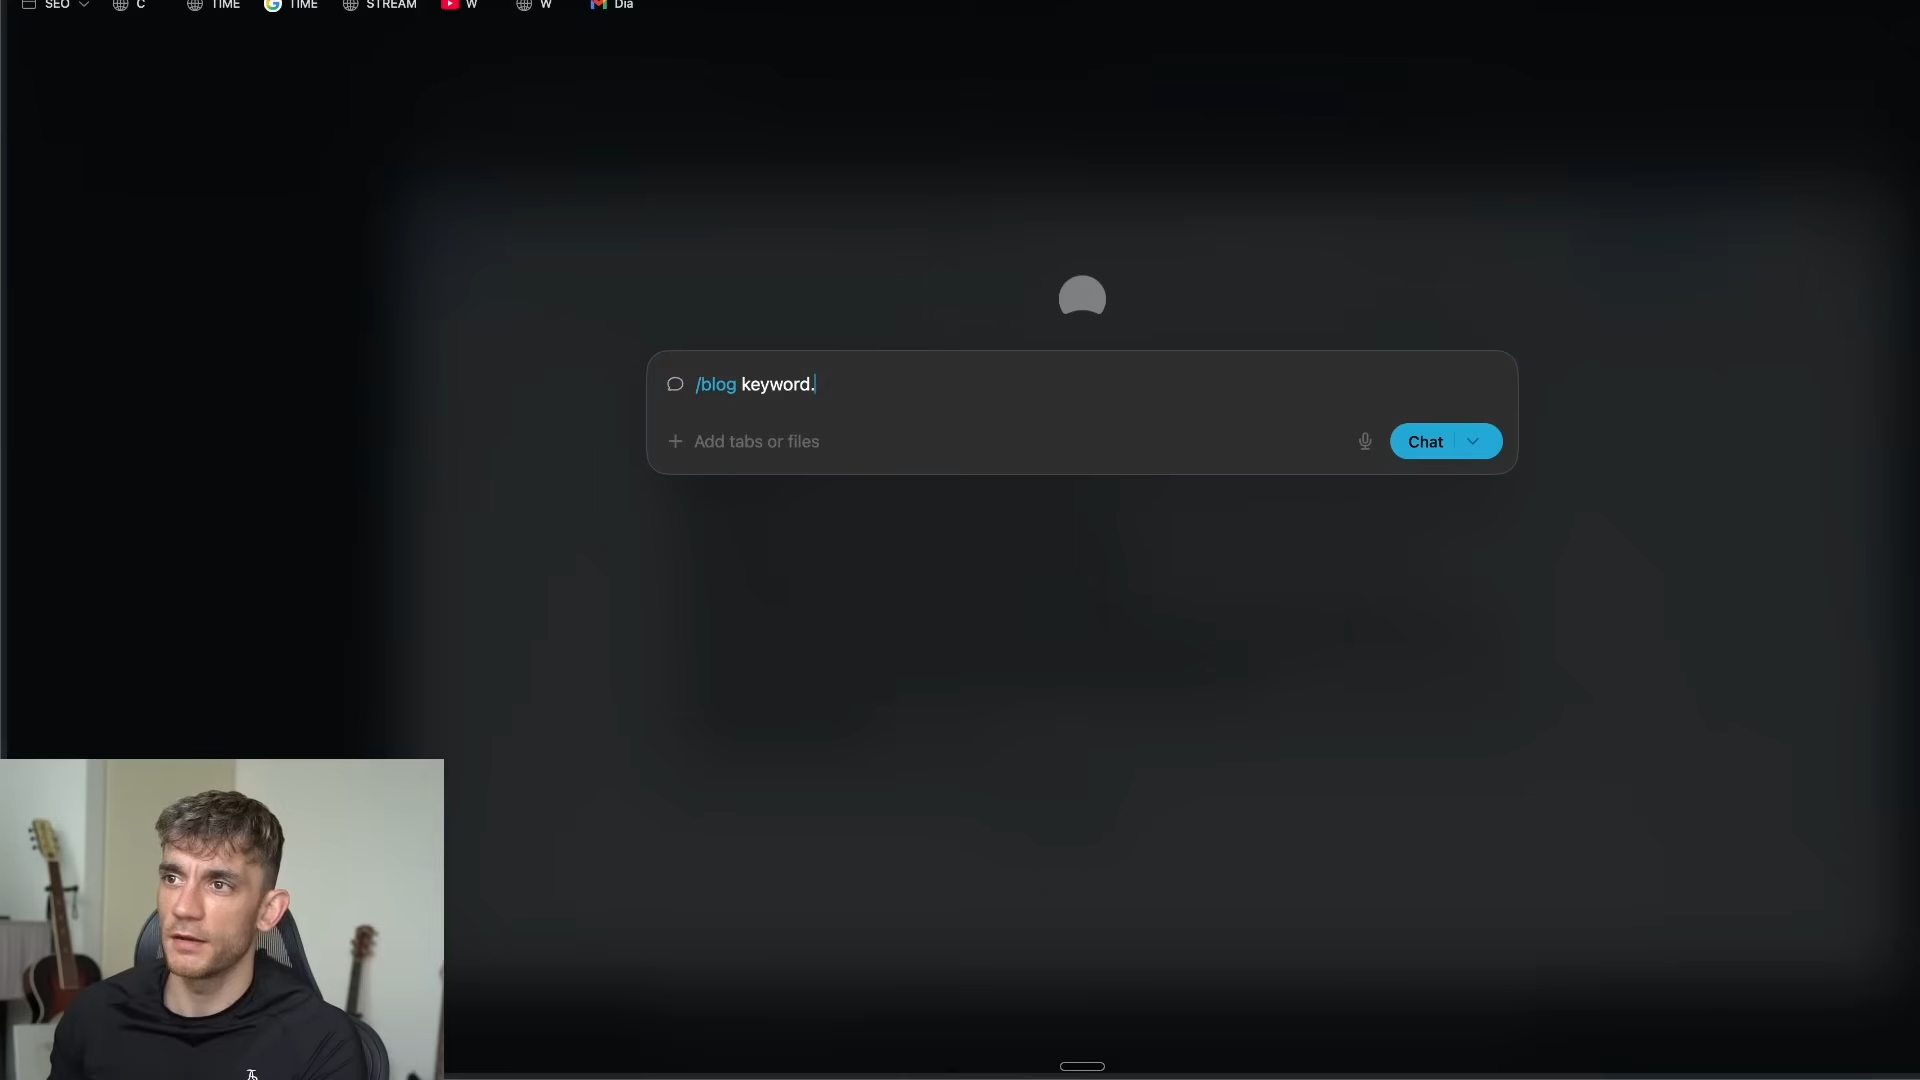 SEO
C
TIME
TIME
STREAM
W
W
Dia
/blog keyword.
Add tabs or files
Chat